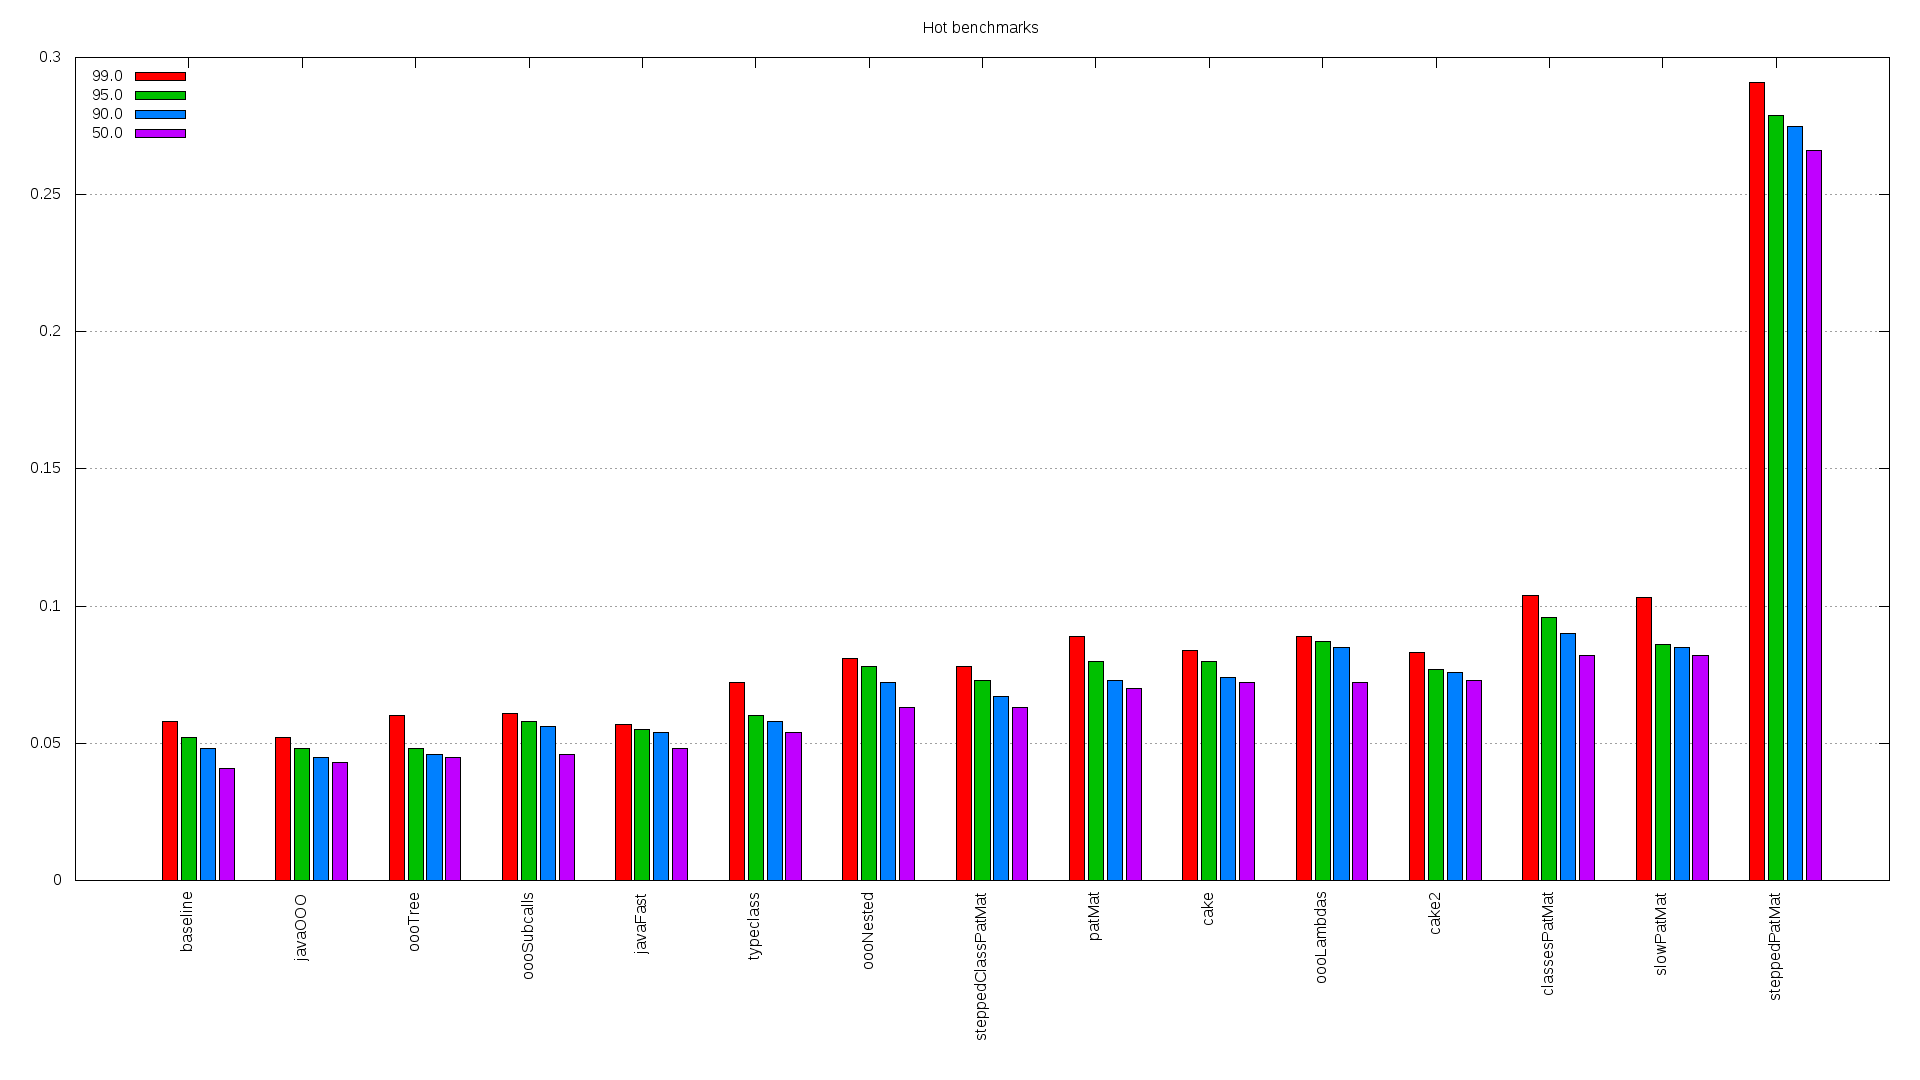 Hot benchmarks
0.3
99.0
95.0
90.0
50.0
0.25
0.2
0.15
0.1
0.05
0
baseline
javaOOO
oooTree
oooSubcalls
javaFast
typeclass
oooNested
steppedClassPatMat
patMat
cake
oooLambdas
cake2
classesPatMat
slowPatMat
steppedPatMat